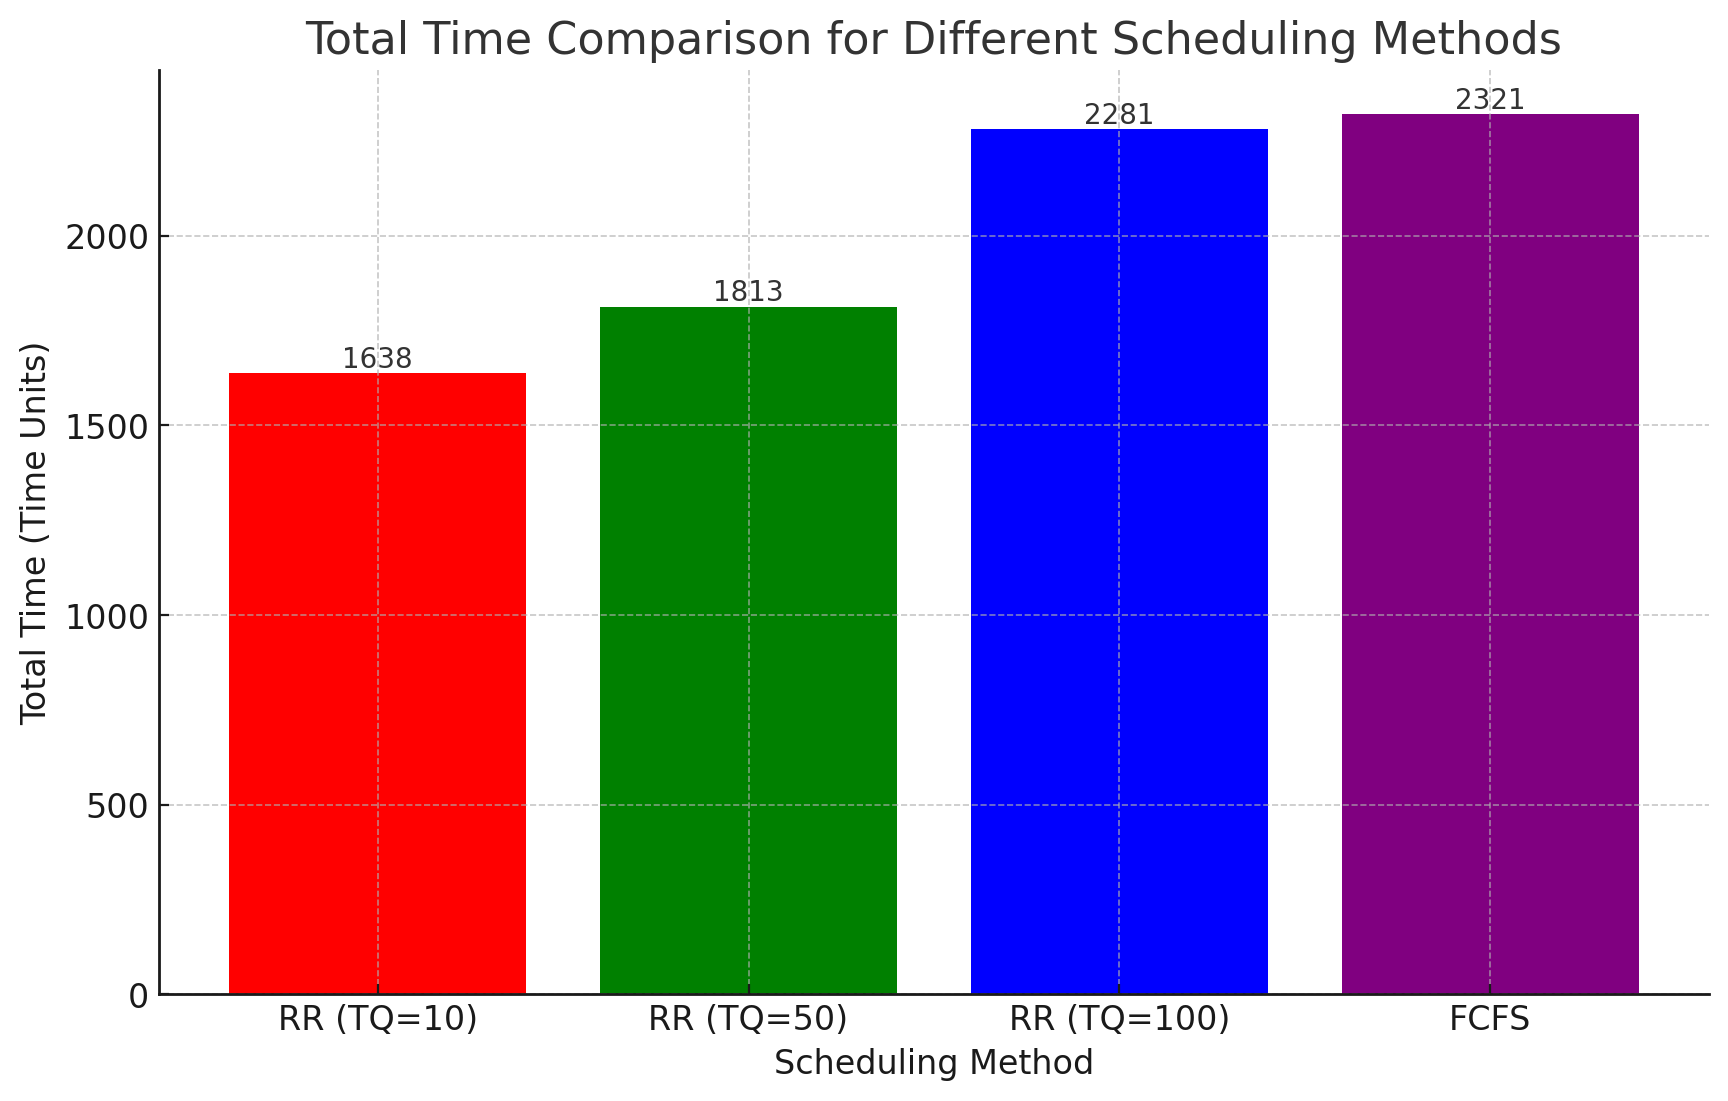 Total Time Comparison for Different Scheduling Methods
2321
2281
1813
1638
2000
1500
1000
500
0
Total Time (Time Units)
RR (TQ=10)
RR (TQ=50)
RR (TQ=100)
FCFS
Scheduling Method